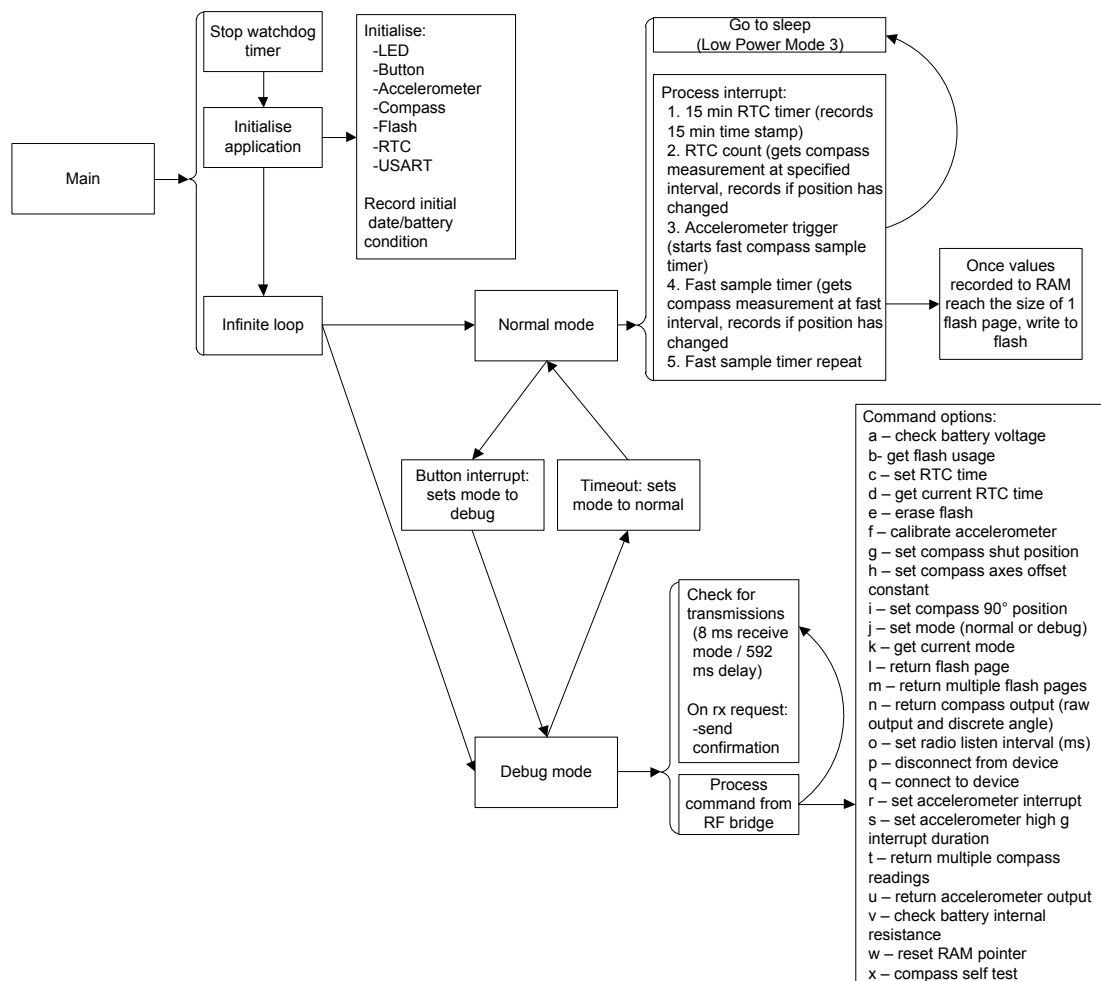 Main
Stop watchdog
timer
Initialise
application
Infinite loop
Initialise:
-LED
-Button
-Accelerometer
-Compass
-Flash
-RTC
-USART
Record initial
date/battery
condition
Normal mode
Go to sleep
(Low Power Mode 3)
Process interrupt:
1. 15 min RTC timer (records
15 min time stamp)
2. RTC count (gets compass
measurement at specified
interval, records if position has
changed
3. Accelerometer trigger
(starts fast compass sample
timer)
4. Fast sample timer (gets
compass measurement at fast
interval, records if position has
changed
5. Fast sample timer repeat
Once values
recorded to RAM
reach the size of 1
flash page, write to
flash
Button interrupt:
sets mode to
debug
Timeout: sets
mode to normal
Debug mode
Check for
transmissions
(8 ms receive
mode / 592
ms delay)
On rx request:
-send
confirmation
Process
command from
RF bridge
Command options:
a – check battery voltage
b- get flash usage
c – set RTC time
d – get current RTC time
e – erase flash
f – calibrate accelerometer
g – set compass shut position
h – set compass axes offset
constant
i – set compass 90° position
j – set mode (normal or debug)
k – get current mode
l – return flash page
m – return multiple flash pages
n – return compass output (raw
output and discrete angle)
o – set radio listen interval (ms)
p – disconnect from device
q – connect to device
r – set accelerometer interrupt
s – set accelerometer high g
interrupt duration
t – return multiple compass
readings
u – return accelerometer output
v – check battery internal
resistance
w – reset RAM pointer
x – compass self test